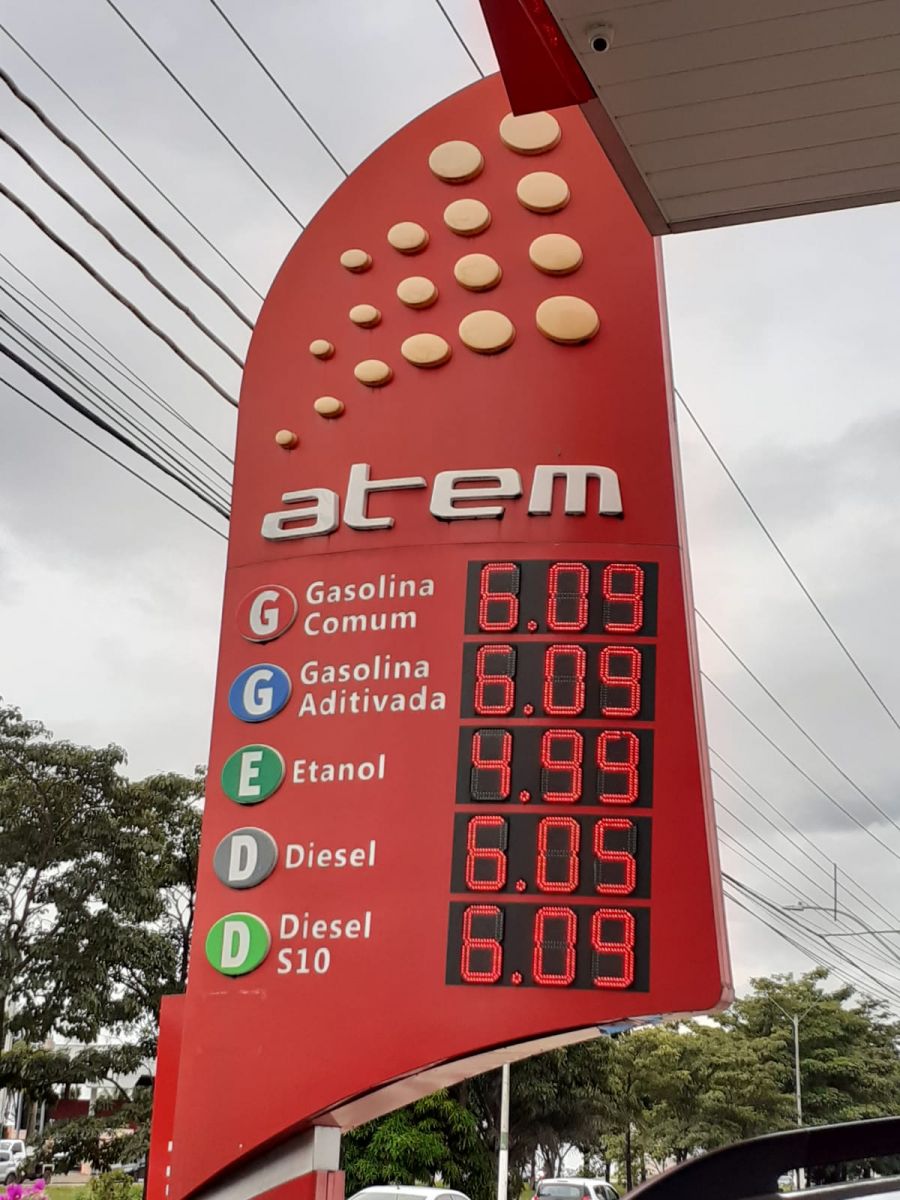 atem
G Gasolina Comum 6.09
G Gasolina Aditivada 6.09
E Etanol 4.99
D Diesel 6.05
D Diesel S10 6.09